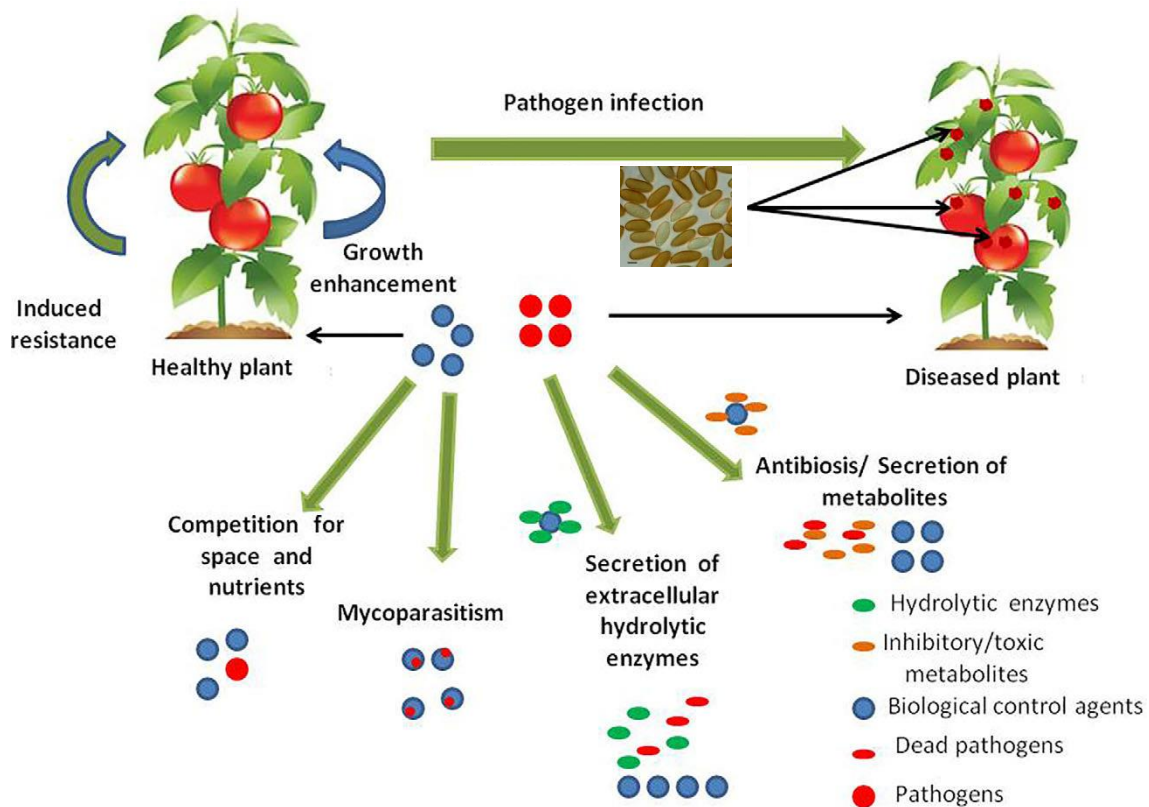 Pathogen infection
Growth
enhancement
Induced
resistance
Healthy plant
Diseased plant
Antibiosis/ Secretion of
metabolites
Competition for
space and
nutrients
Mycoparasitism
Secretion of
extracellular
hydrolytic
enzymes
Hydrolytic enzymes
Inhibitory/toxic
metabolites
Biological control agents
Dead pathogens
Pathogens